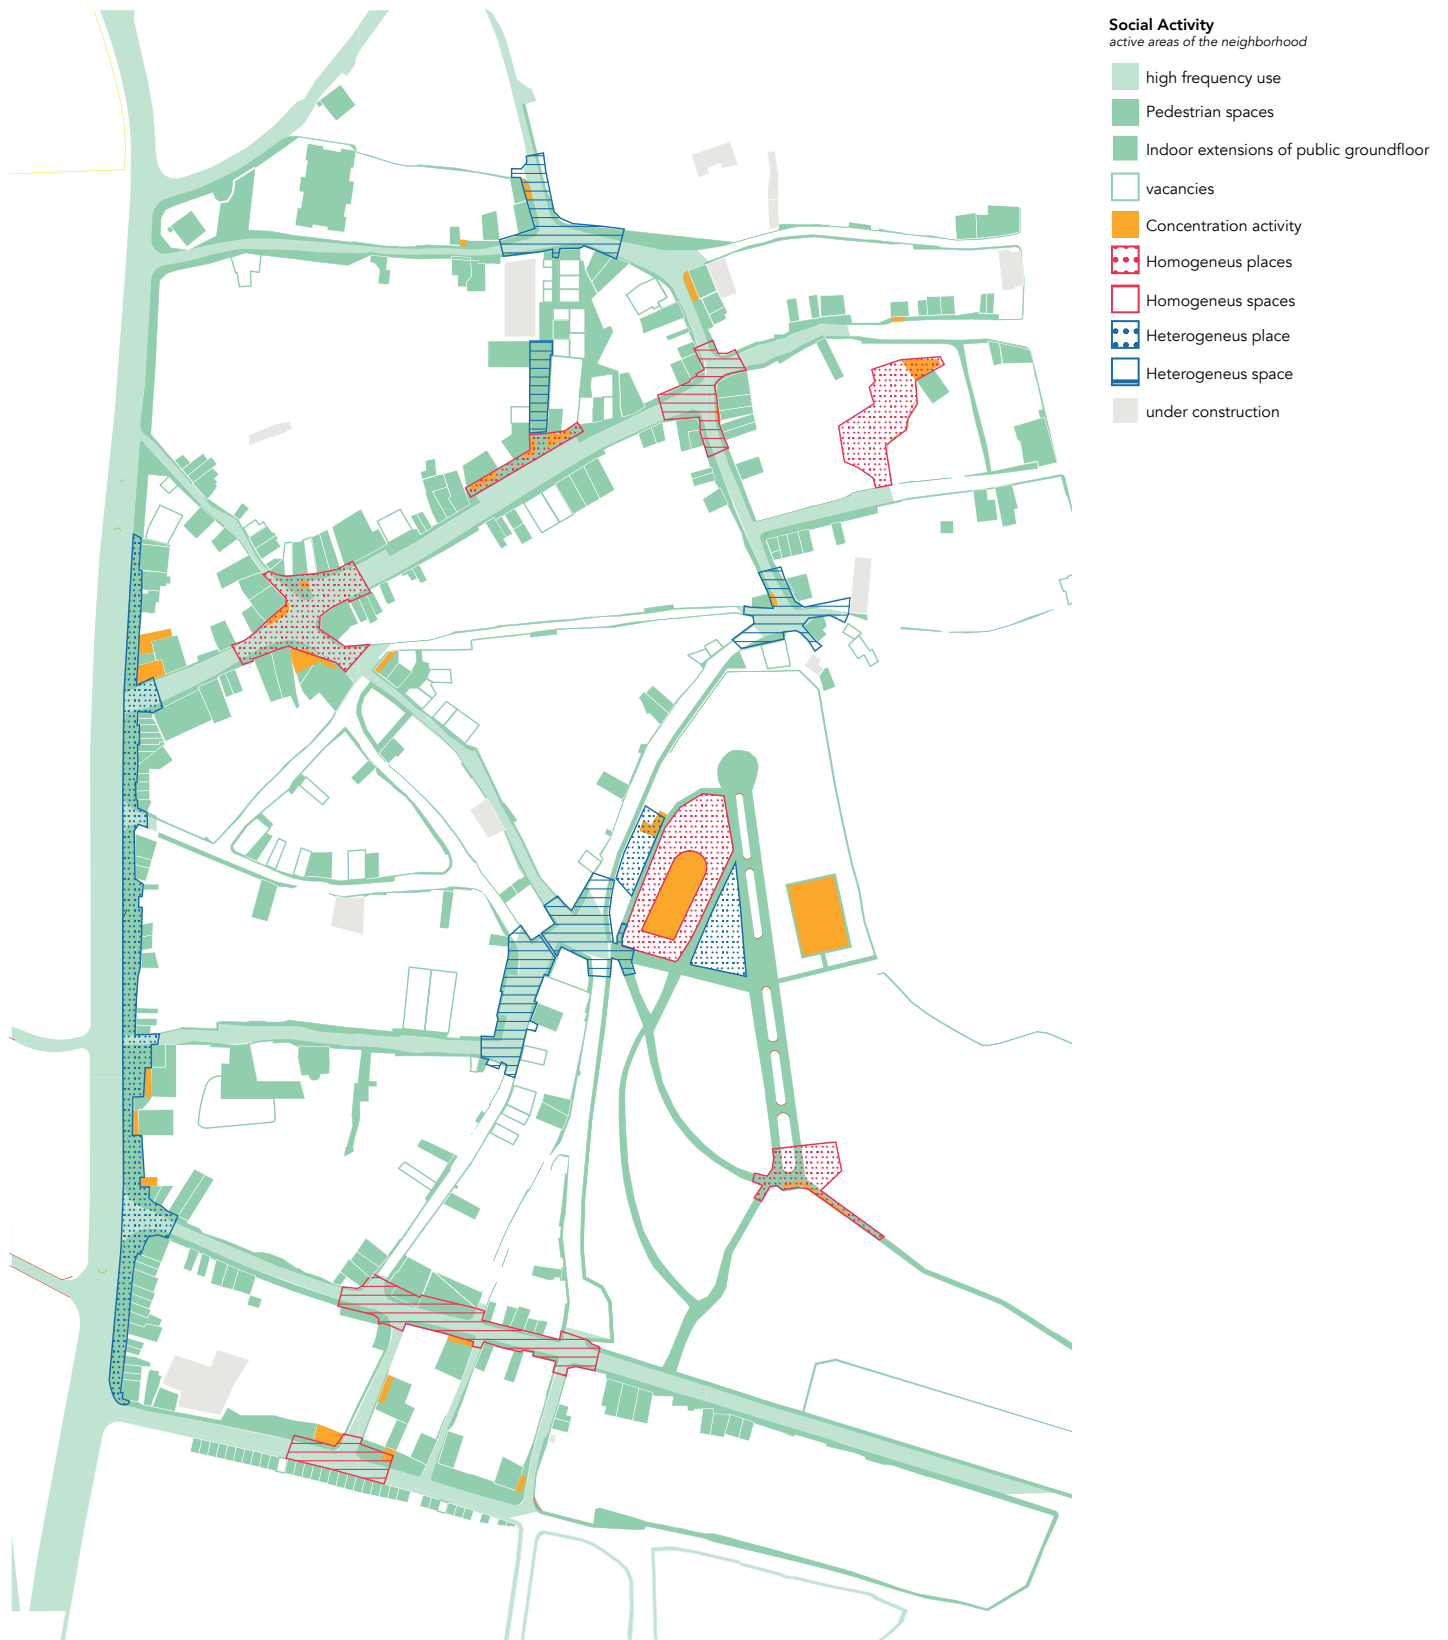 Social Activity
active areas of the neighborhood
high frequency use
Pedestrian spaces
Indoor extensions of public groundfloor
vacancies
Concentration activity
Homogeneus places
Homogeneus spaces
Heterogeneus place
Heterogeneus space
under construction